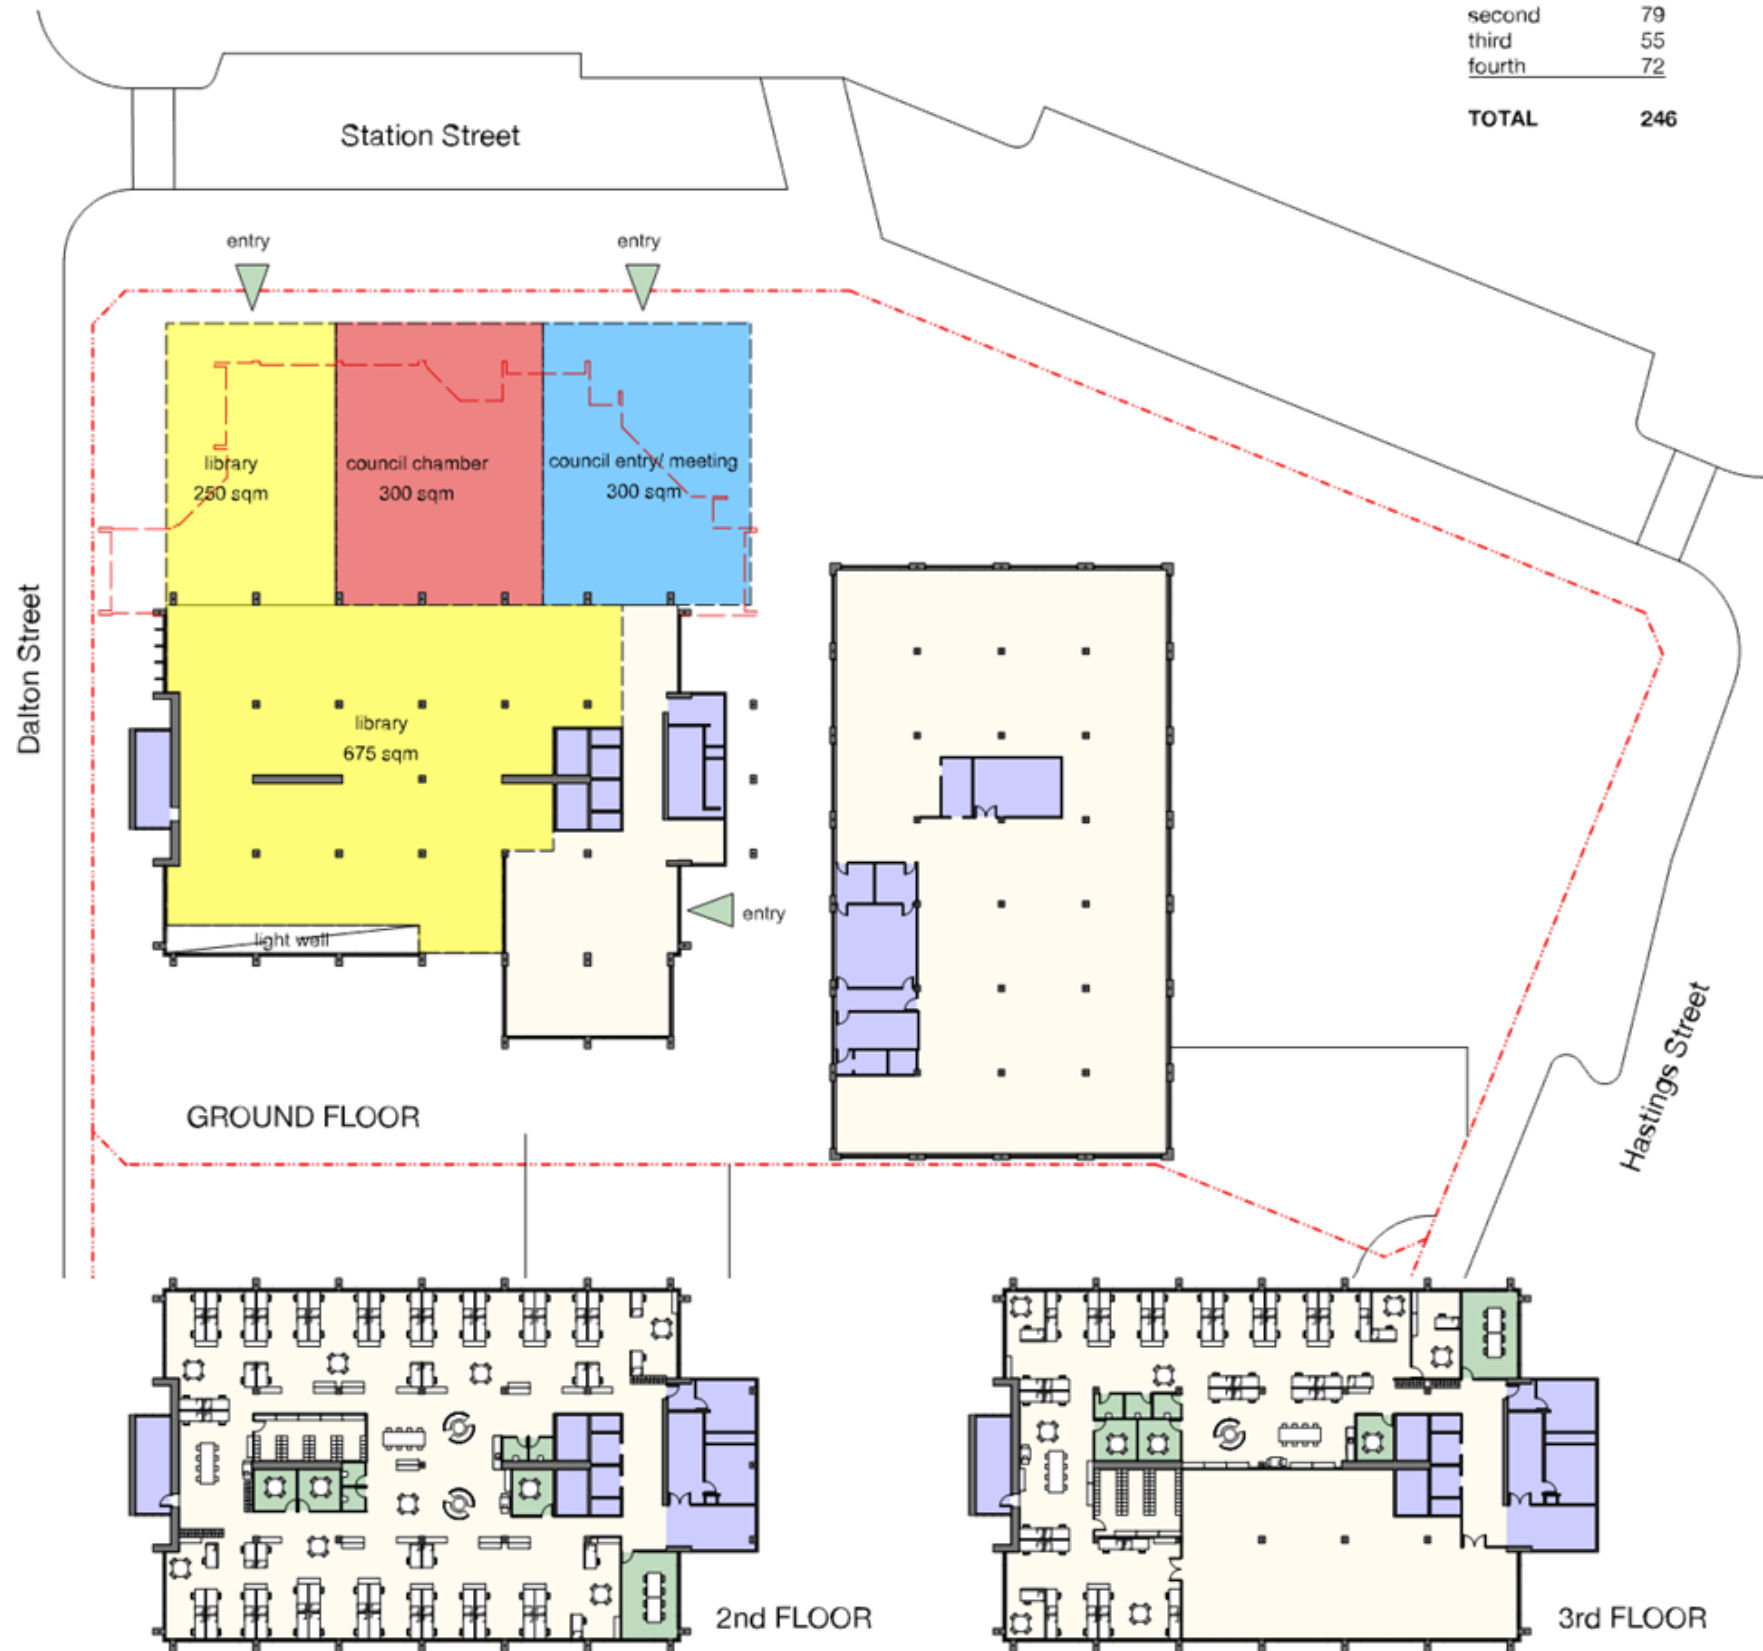 second 79
third 55
fourth 72
TOTAL 246
Station Street
entry
entry
library
250 sqm
council chamber
300 sqm
council entry/ meeting
300 sqm
Dalton Street
library
675 sqm
entry
light well
Hastings Street
GROUND FLOOR
2nd FLOOR
3rd FLOOR